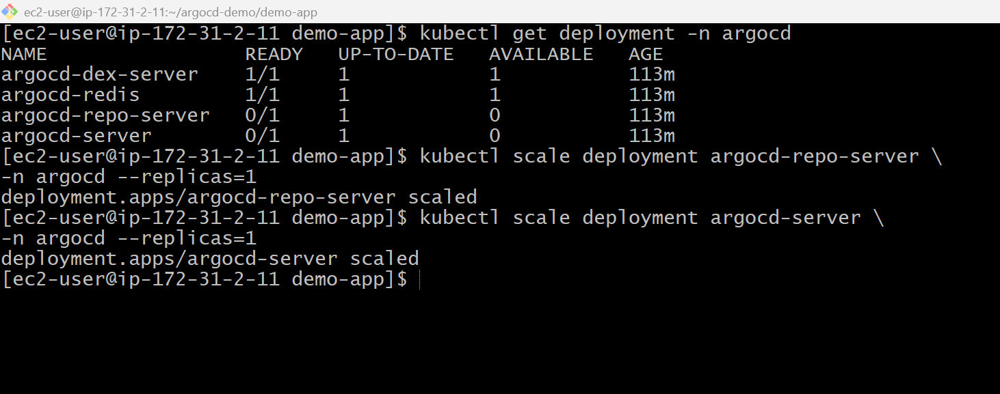 ec2-user@ip-172-31-2-11:~/argocd-demo/demo-app
[ec2-user@ip-172-31-2-11 demo-app]$ kubectl get deployment -n argocd
NAME                 READY   UP-TO-DATE   AVAILABLE   AGE
argocd-dex-server    1/1     1            1           113m
argocd-redis         1/1     1            1           113m
argocd-repo-server   0/1     1            0           113m
argocd-server        0/1     1            0           113m
[ec2-user@ip-172-31-2-11 demo-app]$ kubectl scale deployment argocd-repo-server \
-n argocd --replicas=1
deployment.apps/argocd-repo-server scaled
[ec2-user@ip-172-31-2-11 demo-app]$ kubectl scale deployment argocd-server \
-n argocd --replicas=1
deployment.apps/argocd-server scaled
[ec2-user@ip-172-31-2-11 demo-app]$